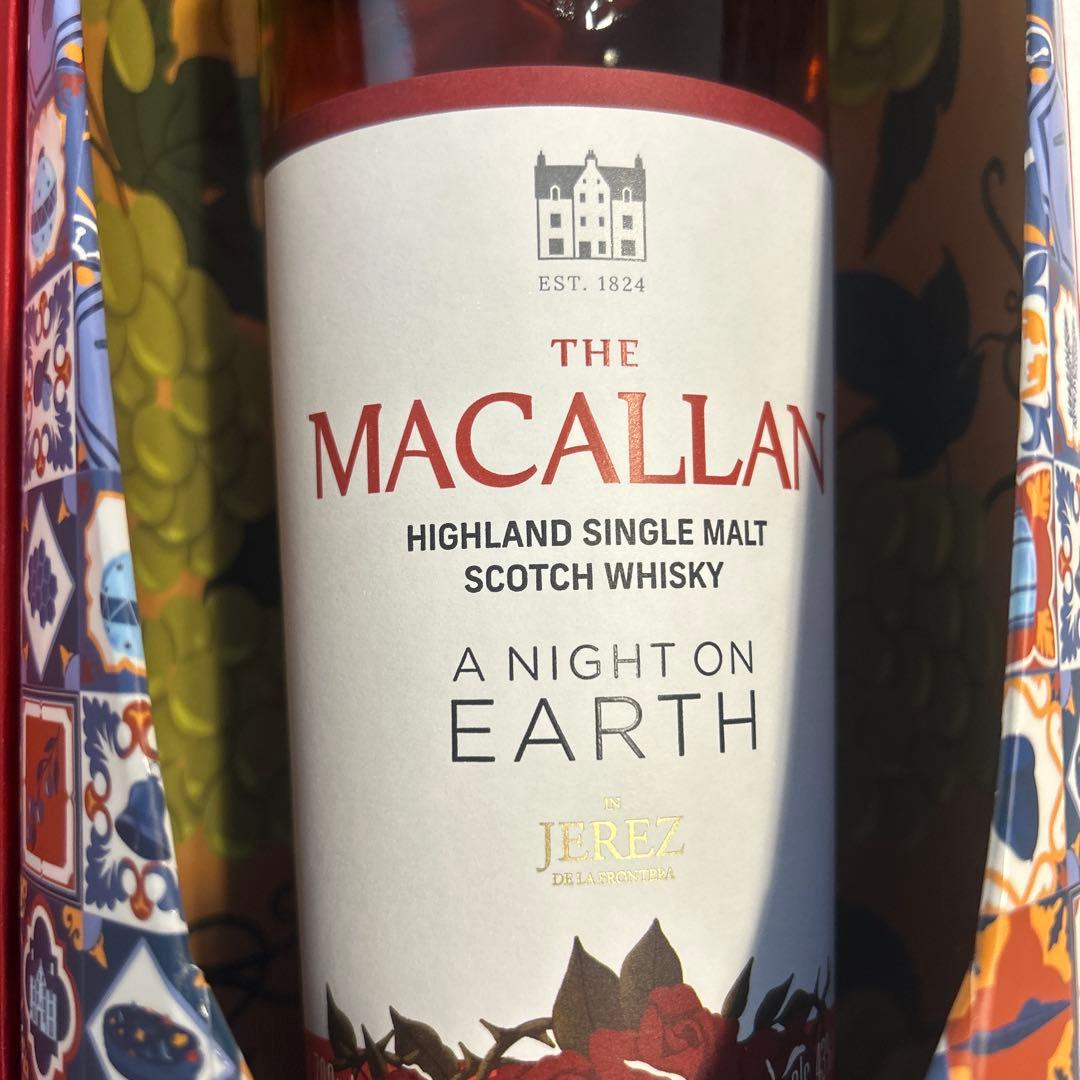 EST. 1824
THE
MACALLAN
HIGHLAND SINGLE MALT
SCOTCH WHISKY
A NIGHT ON
EARTH
IN
JEREZ
DE LA FRONTERA